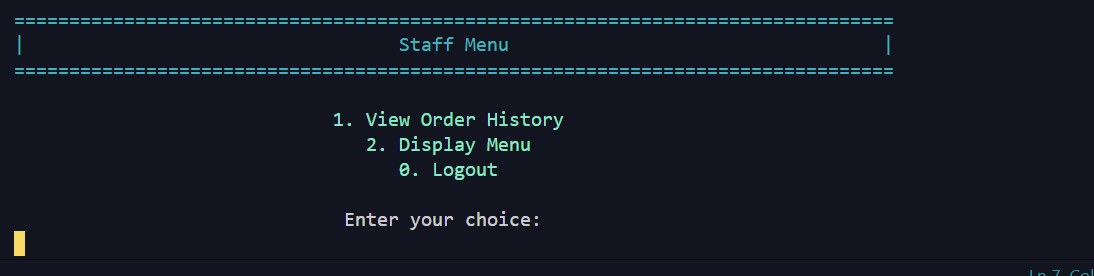 ================================================================================
| Staff Menu |
================================================================================
1. View Order History
2. Display Menu
0. Logout
Enter your choice: